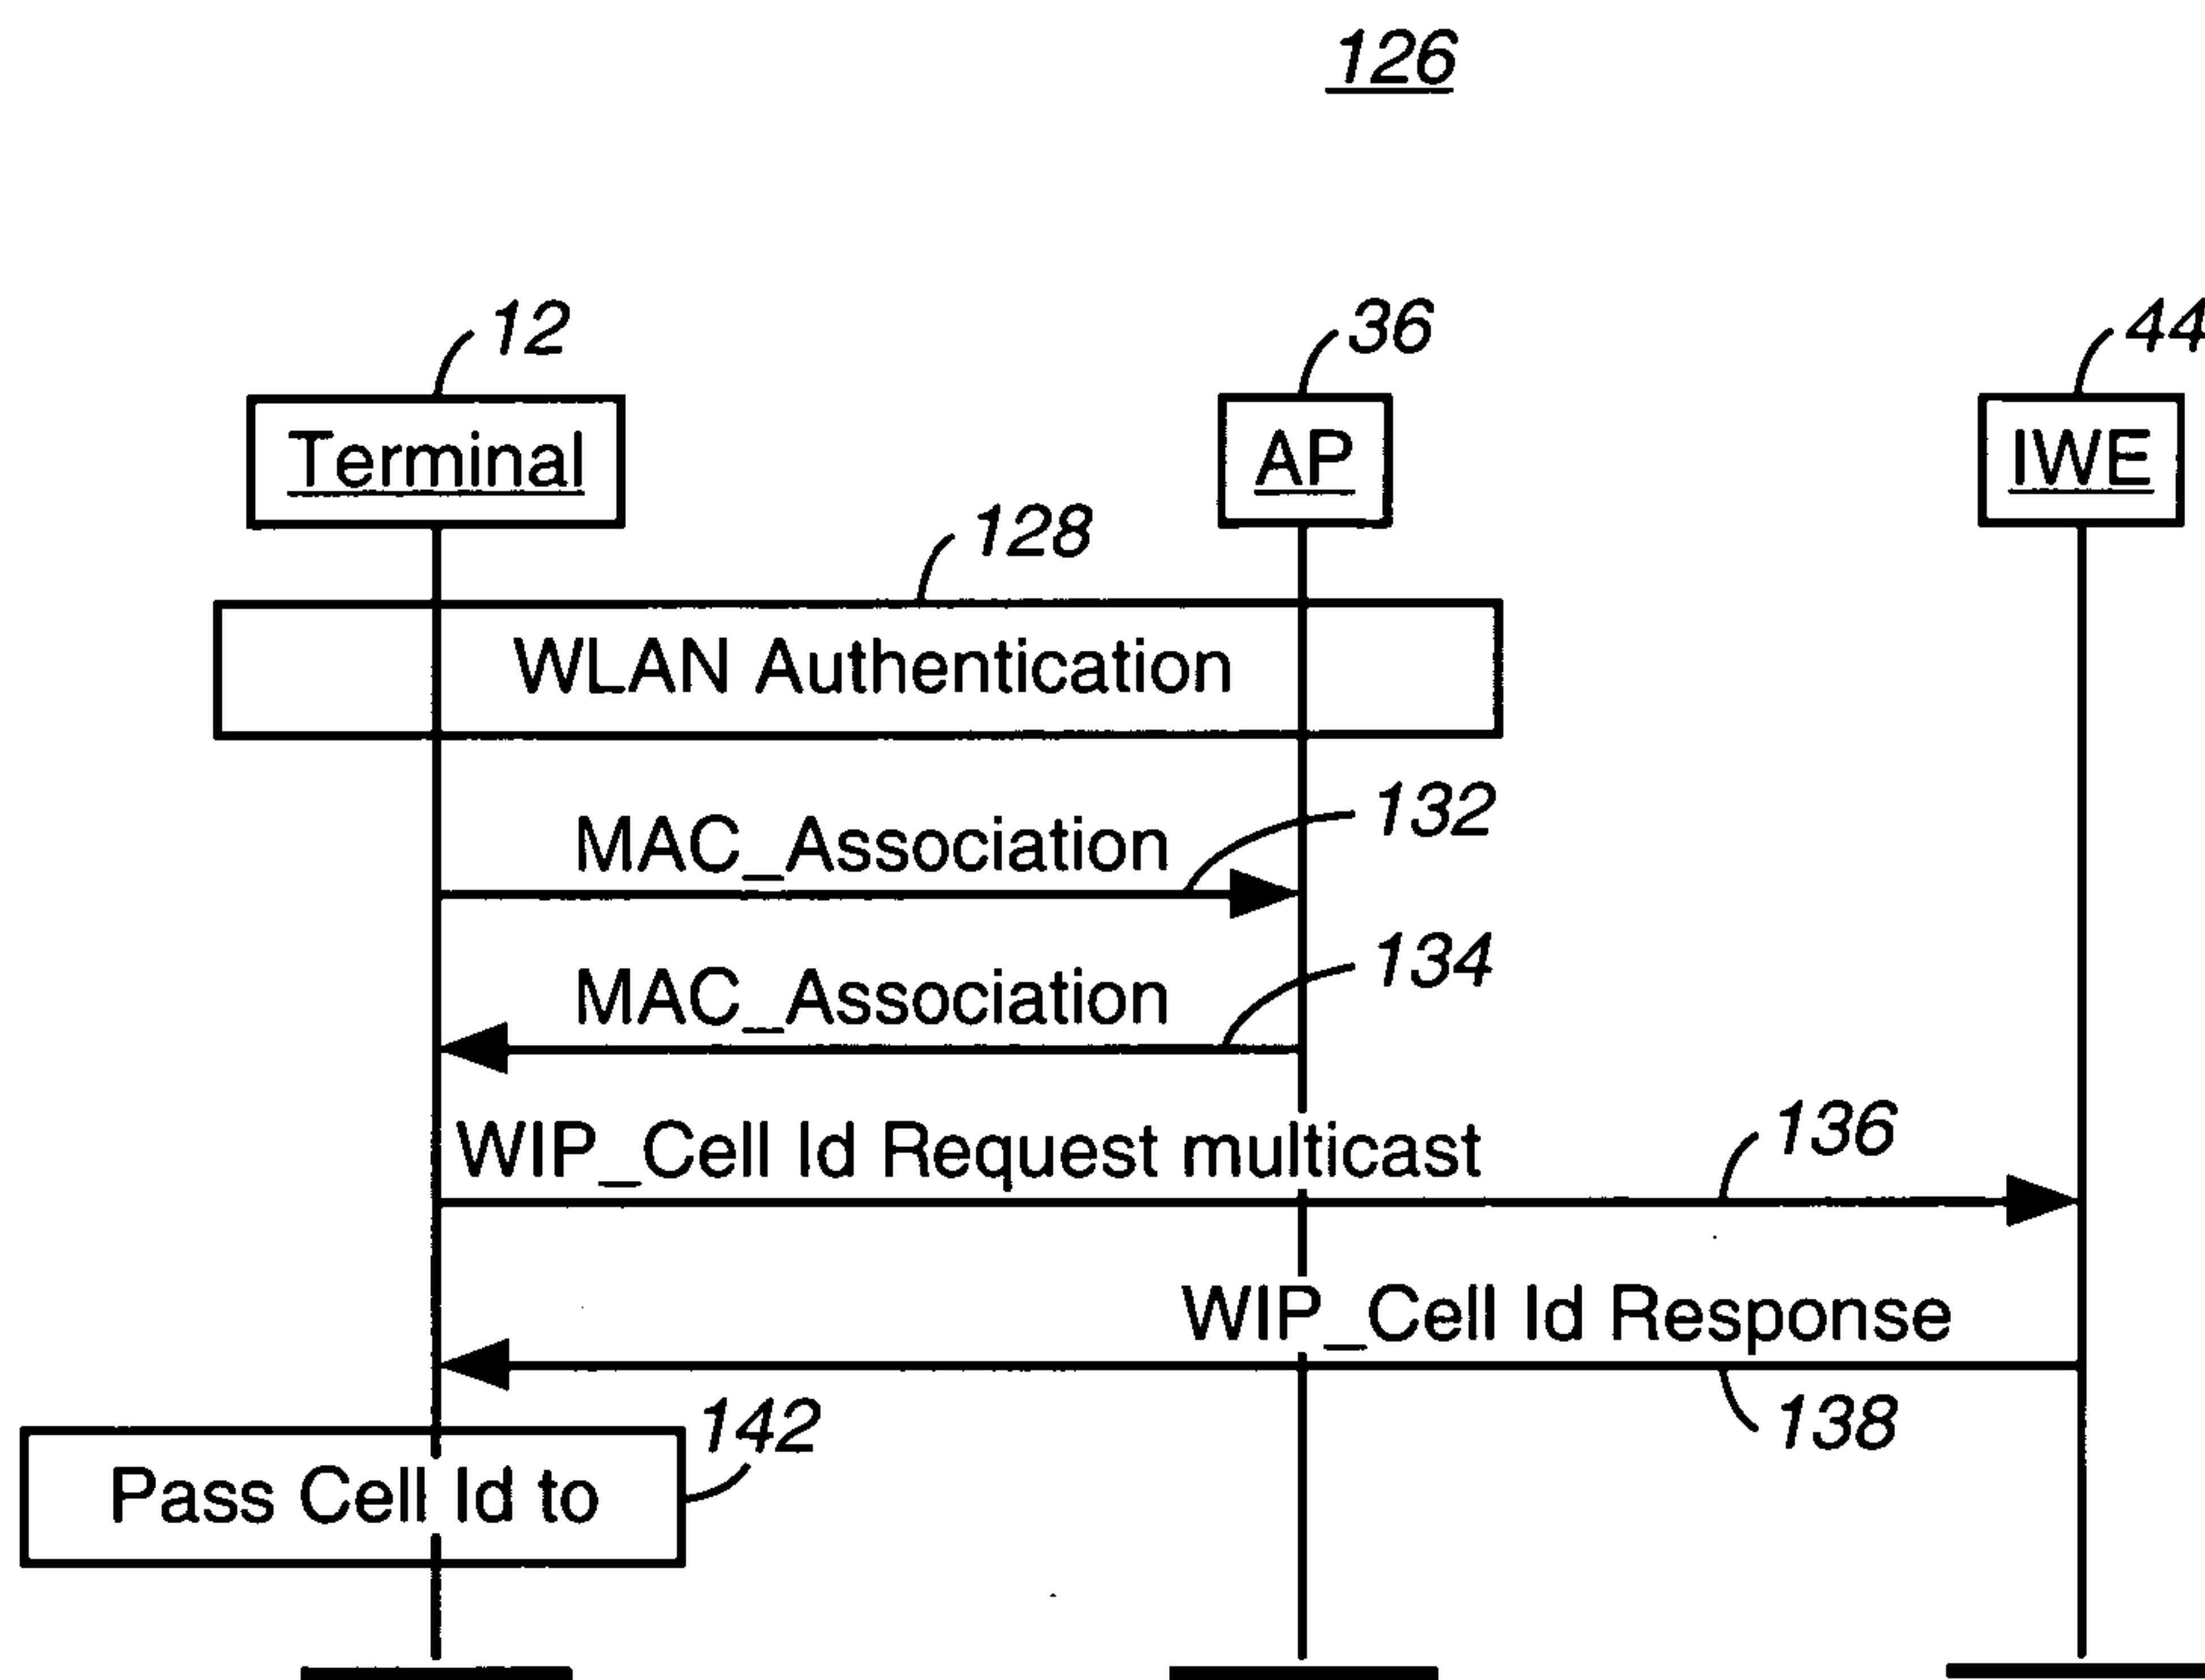 126
12
36
44
Terminal
AP
IWE
128
WLAN Authentication
132
MAC_Association
134
MAC_Association
136
WIP_Cell Id Request multicast
WIP_Cell Id Response
138
142
Pass Cell Id to